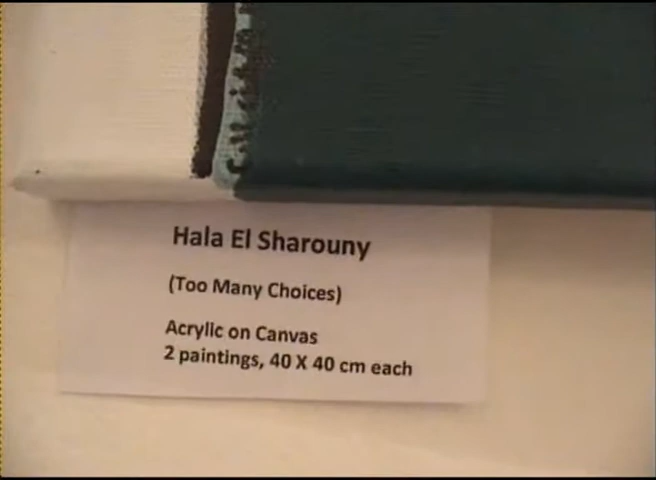 Hala El Sharouny
(Too Many Choices)
Acrylic on Canvas
2 paintings, 40 X 40 cm each